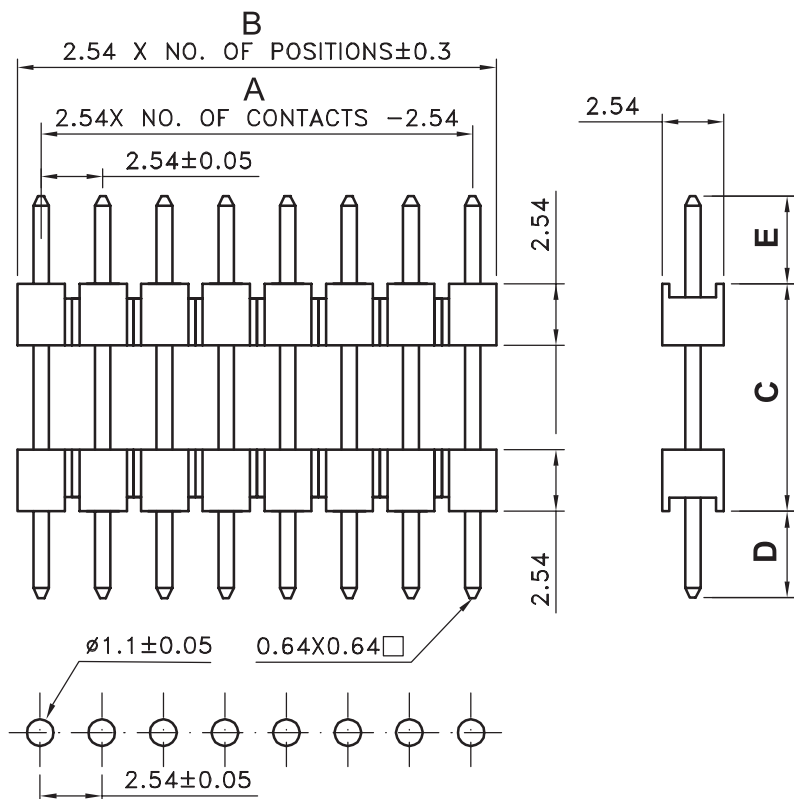 B
2.54 X NO. OF POSITIONS±0.3
A
2.54X NO. OF CONTACTS -2.54
2.54±0.05
2.54
2.54
E
C
2.54
D
ø1.1±0.05
0.64X0.64□
2.54±0.05